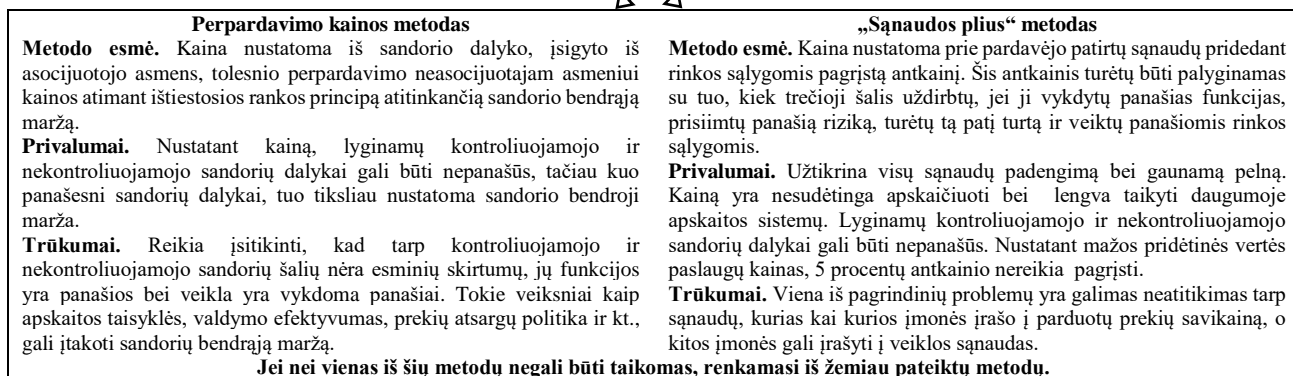 Perpardavimo kainos metodas
Metodo esmė. Kaina nustatoma iš sandorio dalyko, įsigyto iš
asocijuotojo asmens, tolesnio perpardavimo neasocijuotajam asmeniui
kainos atimant ištiestosios rankos principą atitinkančią sandorio bendrąją
maržą.
Privalumai. Nustatant kainą, lyginamų kontroliuojamojo ir
nekontroliuojamojo sandorių dalykai gali būti nepanašūs, tačiau kuo
panašesni sandorių dalykai, tuo tiksliau nustatoma sandorio bendroji
marža.
Trūkumai. Reikia įsitikinti, kad tarp kontroliuojamojo ir
nekontroliuojamojo sandorių šalių nėra esminių skirtumų, jų funkcijos
yra panašios bei veikla yra vykdoma panašiai. Tokie veiksniai kaip
apskaitos taisyklės, valdymo efektyvumas, prekių atsargų politika ir kt.,
gali įtakoti sandorių bendrąją maržą.
„Sąnaudos plius“ metodas
Metodo esmė. Kaina nustatoma prie pardavėjo patirtų sąnaudų pridedant
rinkos sąlygomis pagrįstą antkainį. Šis antkainis turėtų būti palyginamas
su tuo, kiek trečioji šalis uždirbtų, jei ji vykdytų panašias funkcijas,
prisiimtų panašią riziką, turėtų tą patį turtą ir veiktų panašiomis rinkos
sąlygomis.
Privalumai. Užtikrina visų sąnaudų padengimą bei gaunamą pelną.
Kainą yra nesudėtinga apskaičiuoti bei lengva taikyti daugumoje
apskaitos sistemų. Lyginamų kontroliuojamojo ir nekontroliuojamojo
sandorių dalykai gali būti nepanašūs. Nustatant mažos pridėtinės vertės
paslaugų kainas, 5 procentų antkainio nereikia pagrįsti.
Trūkumai. Viena iš pagrindinių problemų yra galimas neatitikimas tarp
sąnaudų, kurias kai kurios įmonės įrašo į parduotų prekių savikainą, o
kitos įmonės gali įrašyti į veiklos sąnaudas.
Jei nei vienas iš šių metodų negali būti taikomas, renkamasi iš žemiau pateiktų metodų.